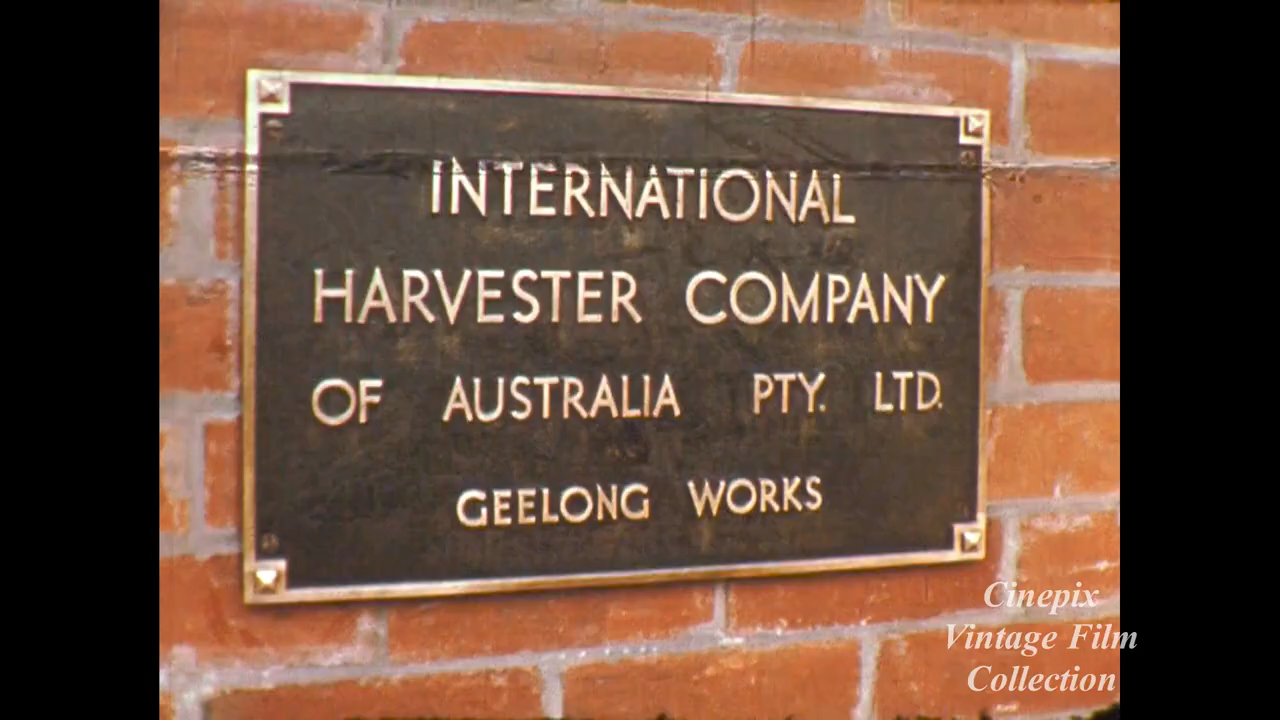 INTERNATIONAL
HARVESTER COMPANY
OF AUSTRALIA PTY. LTD.
GEELONG WORKS
Cinepix
Vintage Film
Collection